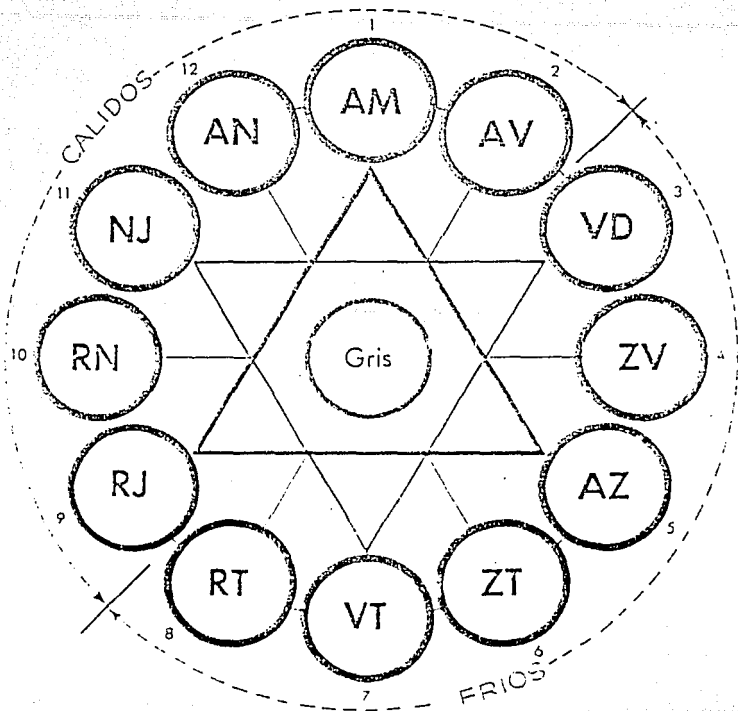 1
AM
2
AV
3
VD
4
ZV
5
AZ
6
ZT
7
VT
8
RT
9
RJ
10
RN
11
NJ
12
AN
CALIDOS
FRIOS
Gris